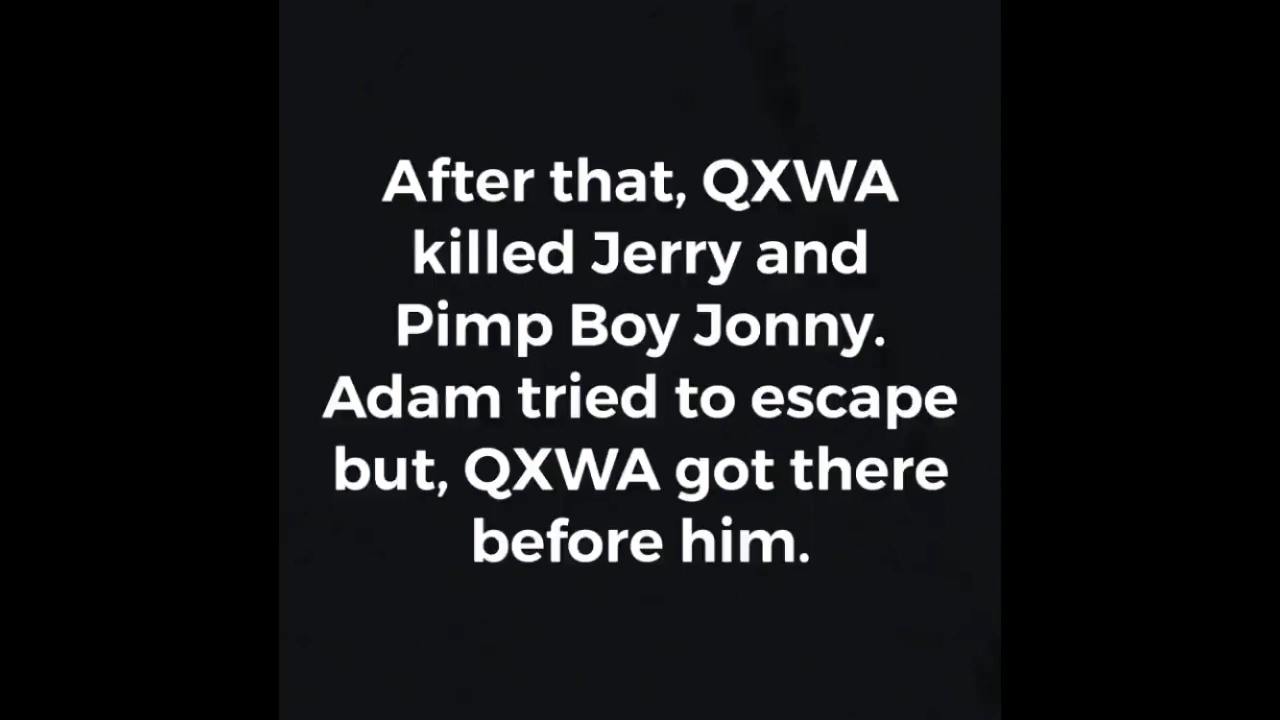 After that, QXWA
killed Jerry and
Pimp Boy Jonny.
Adam tried to escape
but, QXWA got there
before him.